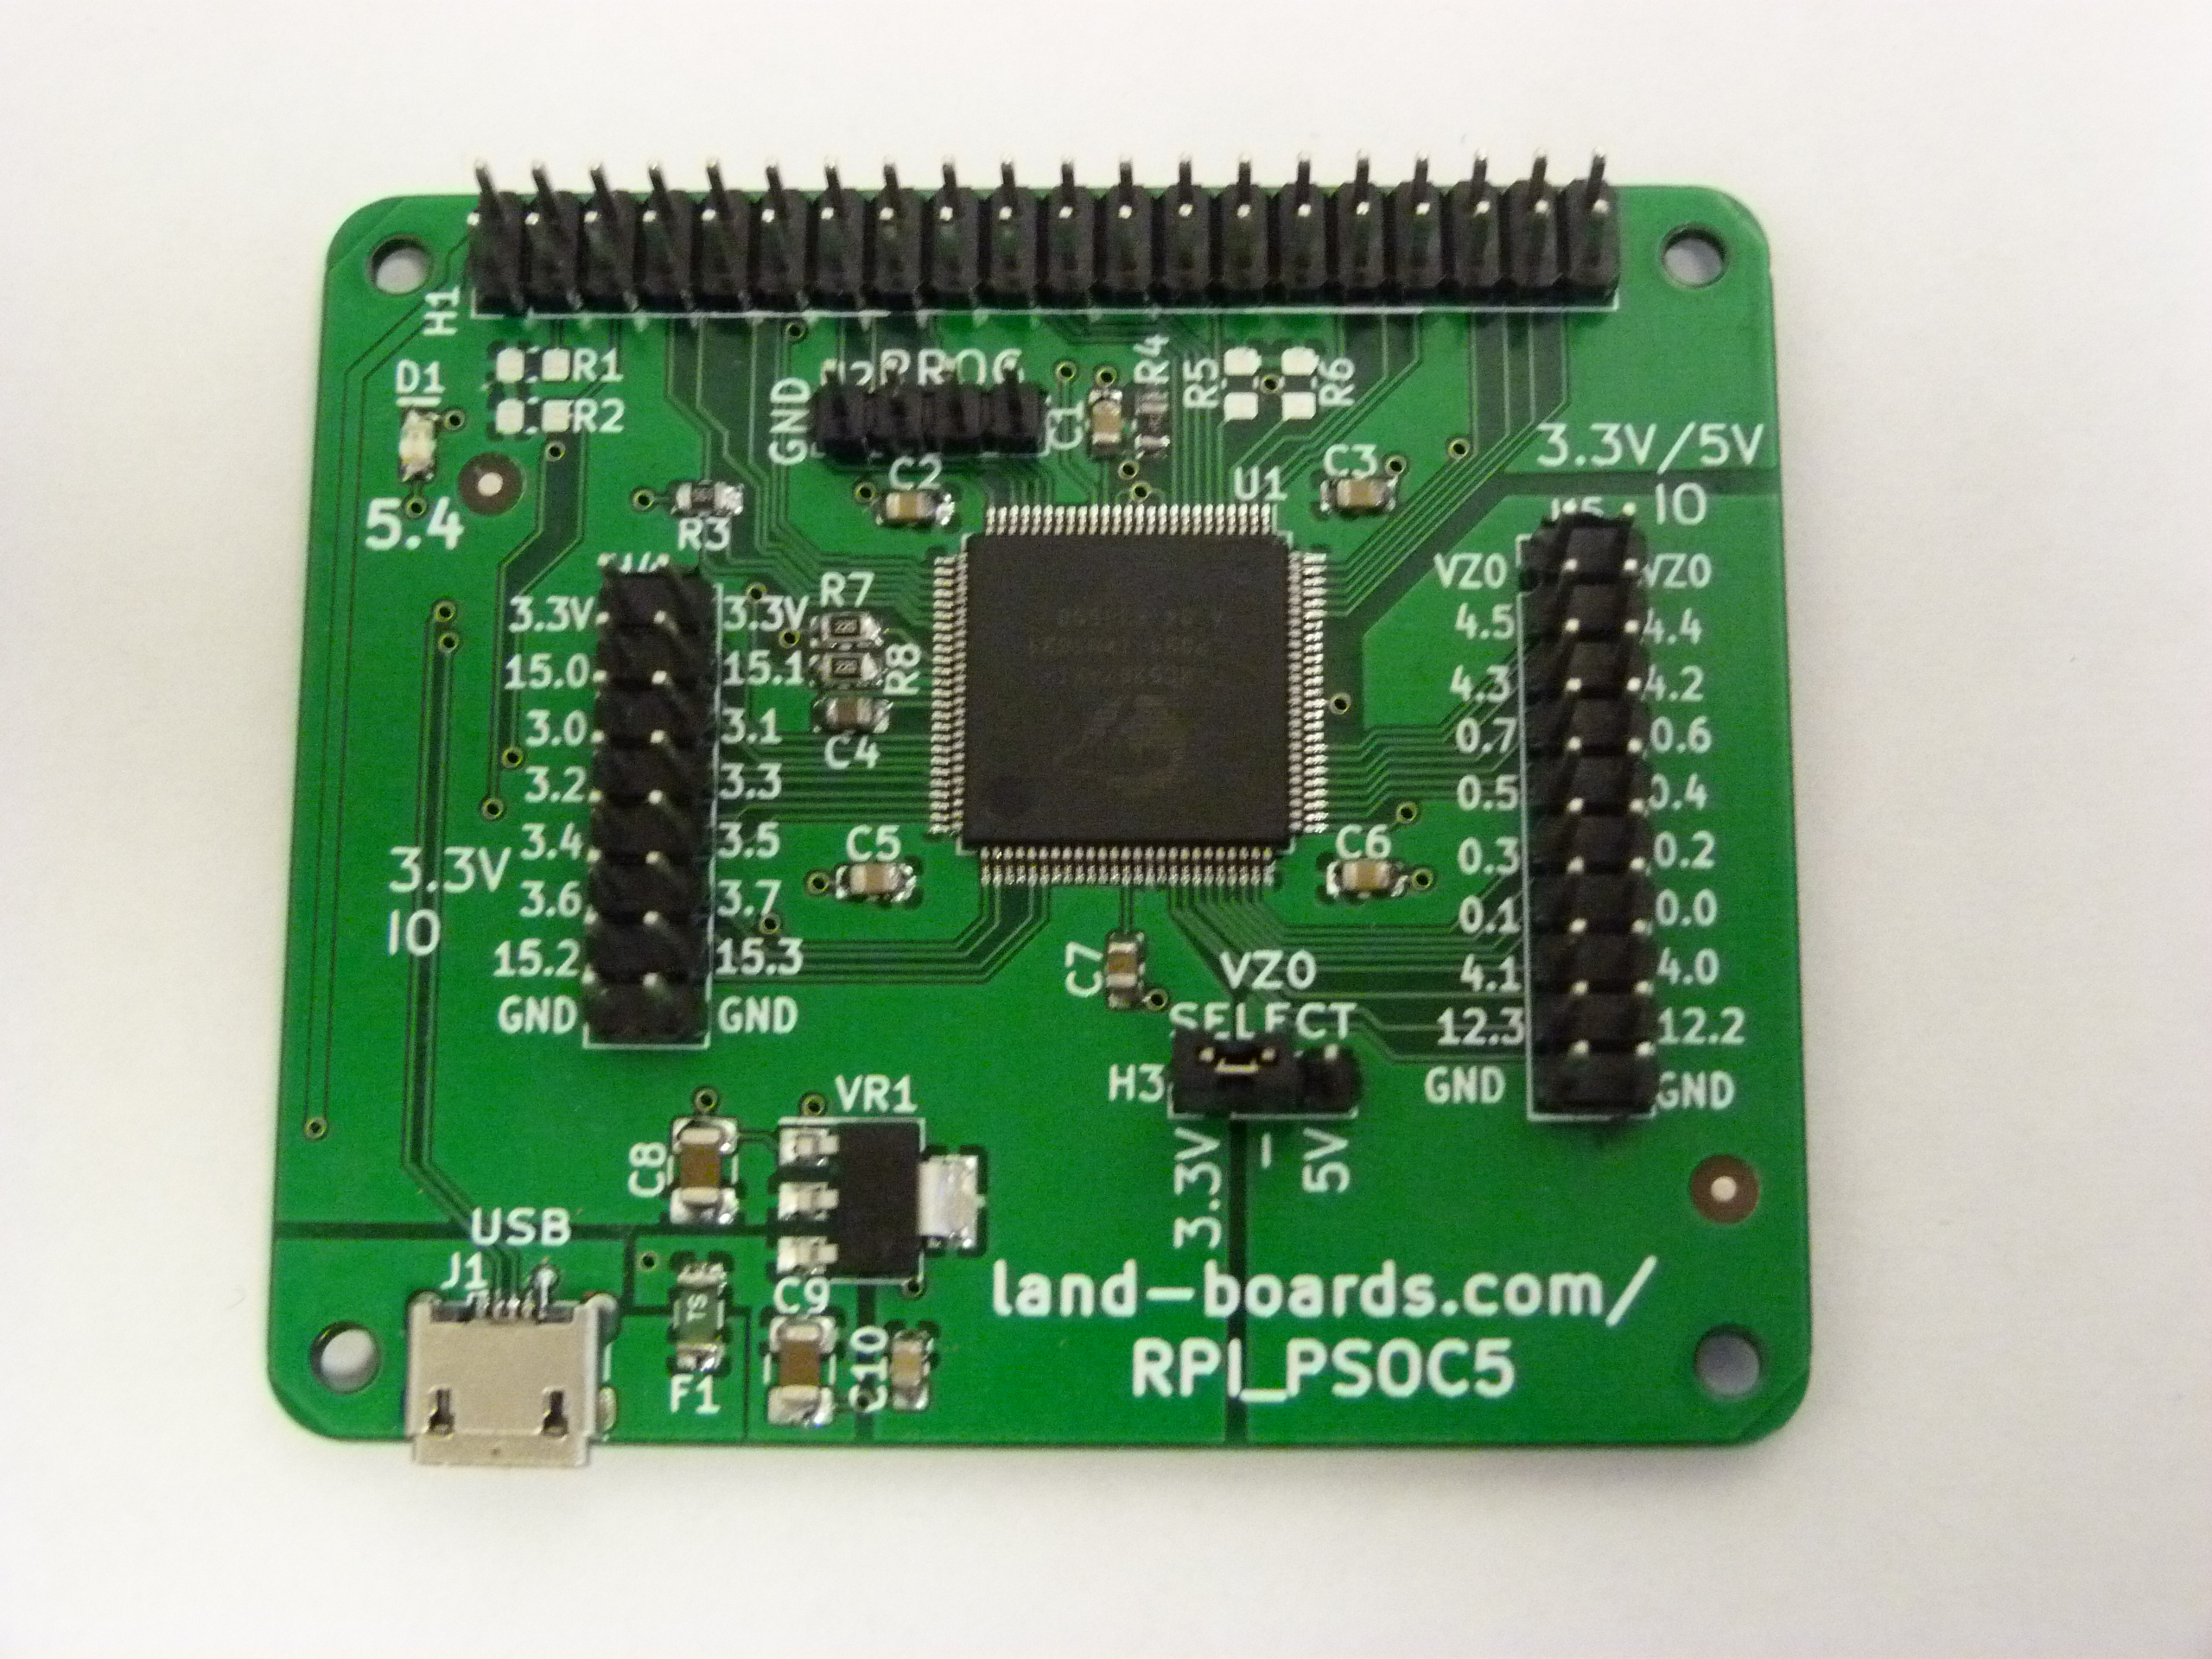 H1
D1
5.4
R1
R2
R3
GND
PROG
C1
R4
R5
R6
C2
U1
C3
3.3V/5V
IO
3.3V 3.3V
15.0 15.1
3.0 3.1
3.2 3.3
3.4 3.5
3.6 3.7
15.2 15.3
GND GND
3.3V
IO
R7
R8
C4
C5
C6
C7
VZ0 VZ0
4.5 4.4
4.3 4.2
0.7 0.6
0.5 0.4
0.3 0.2
0.1 0.0
4.1 4.0
12.3 12.2
GND GND
VZ0
SELECT
H3
3.3V - 5V
VR1
C8
USB
J1
TS
F1
C9
C10
land-boards.com/
RPI_PSOC5